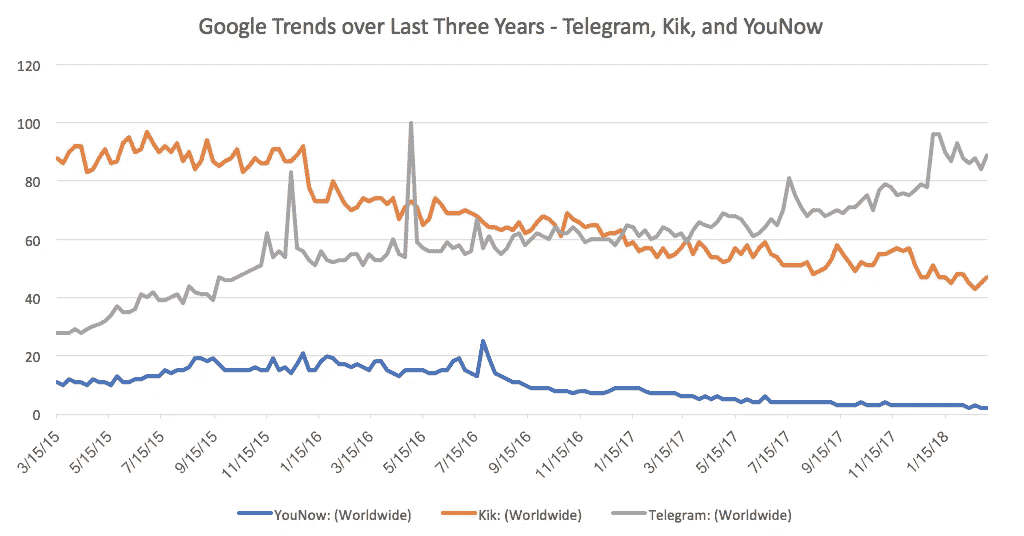 Google Trends over Last Three Years - Telegram, Kik, and YouNow
120
100
80
60
40
20
0
3/15/15 5/15/15 7/15/15 9/15/15 11/15/15 1/15/16 3/15/16 5/15/16 7/15/16 9/15/16 11/15/16 1/15/17 3/15/17 5/15/17 7/15/17 9/15/17 11/15/17 1/15/18
YouNow: (Worldwide) Kik: (Worldwide) Telegram: (Worldwide)